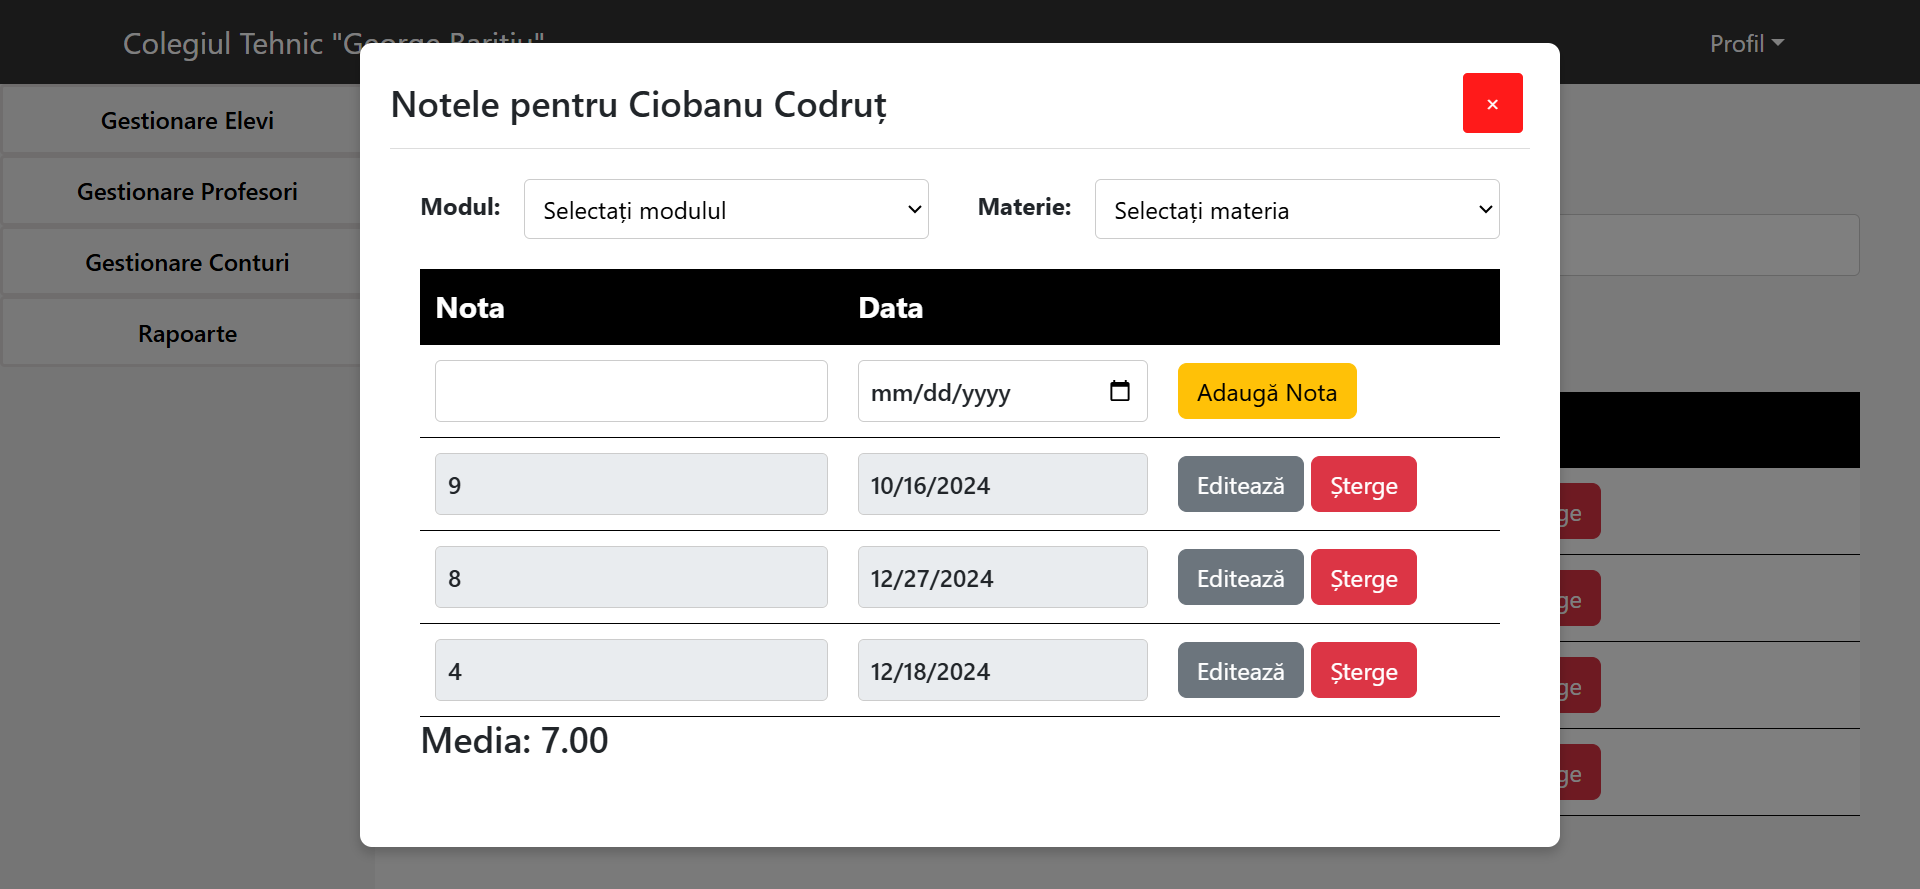 Colegiul Tehnic "George Barițiu"
Profil
Gestionare Elevi
Gestionare Profesori
Gestionare Conturi
Rapoarte
Notele pentru Ciobanu Codruț
×
Modul: Selectați modulul Materie: Selectați materia
Nota Data
mm/dd/yyyy Adaugă Nota
9 10/16/2024 Editează Șterge
8 12/27/2024 Editează Șterge
4 12/18/2024 Editează Șterge
Media: 7.00
ge
ge
ge
ge